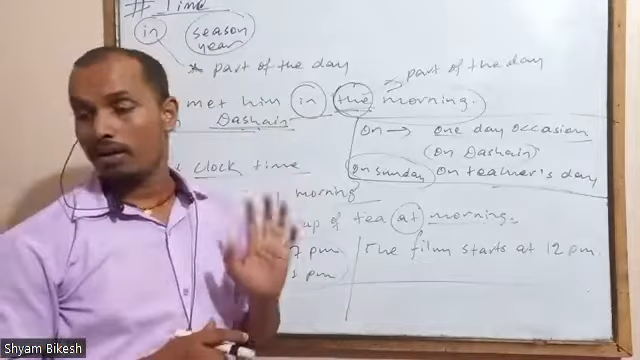 # Time
in season
year
* part of the day
part of the day
met him in the morning.
Dashain
on → one day occasion
(on Dashain)
on sunday on teamer's day
clock time
morning
up of tea at morning.
7 pm The film starts at 12 pm.
pm
Shyam Bikesh